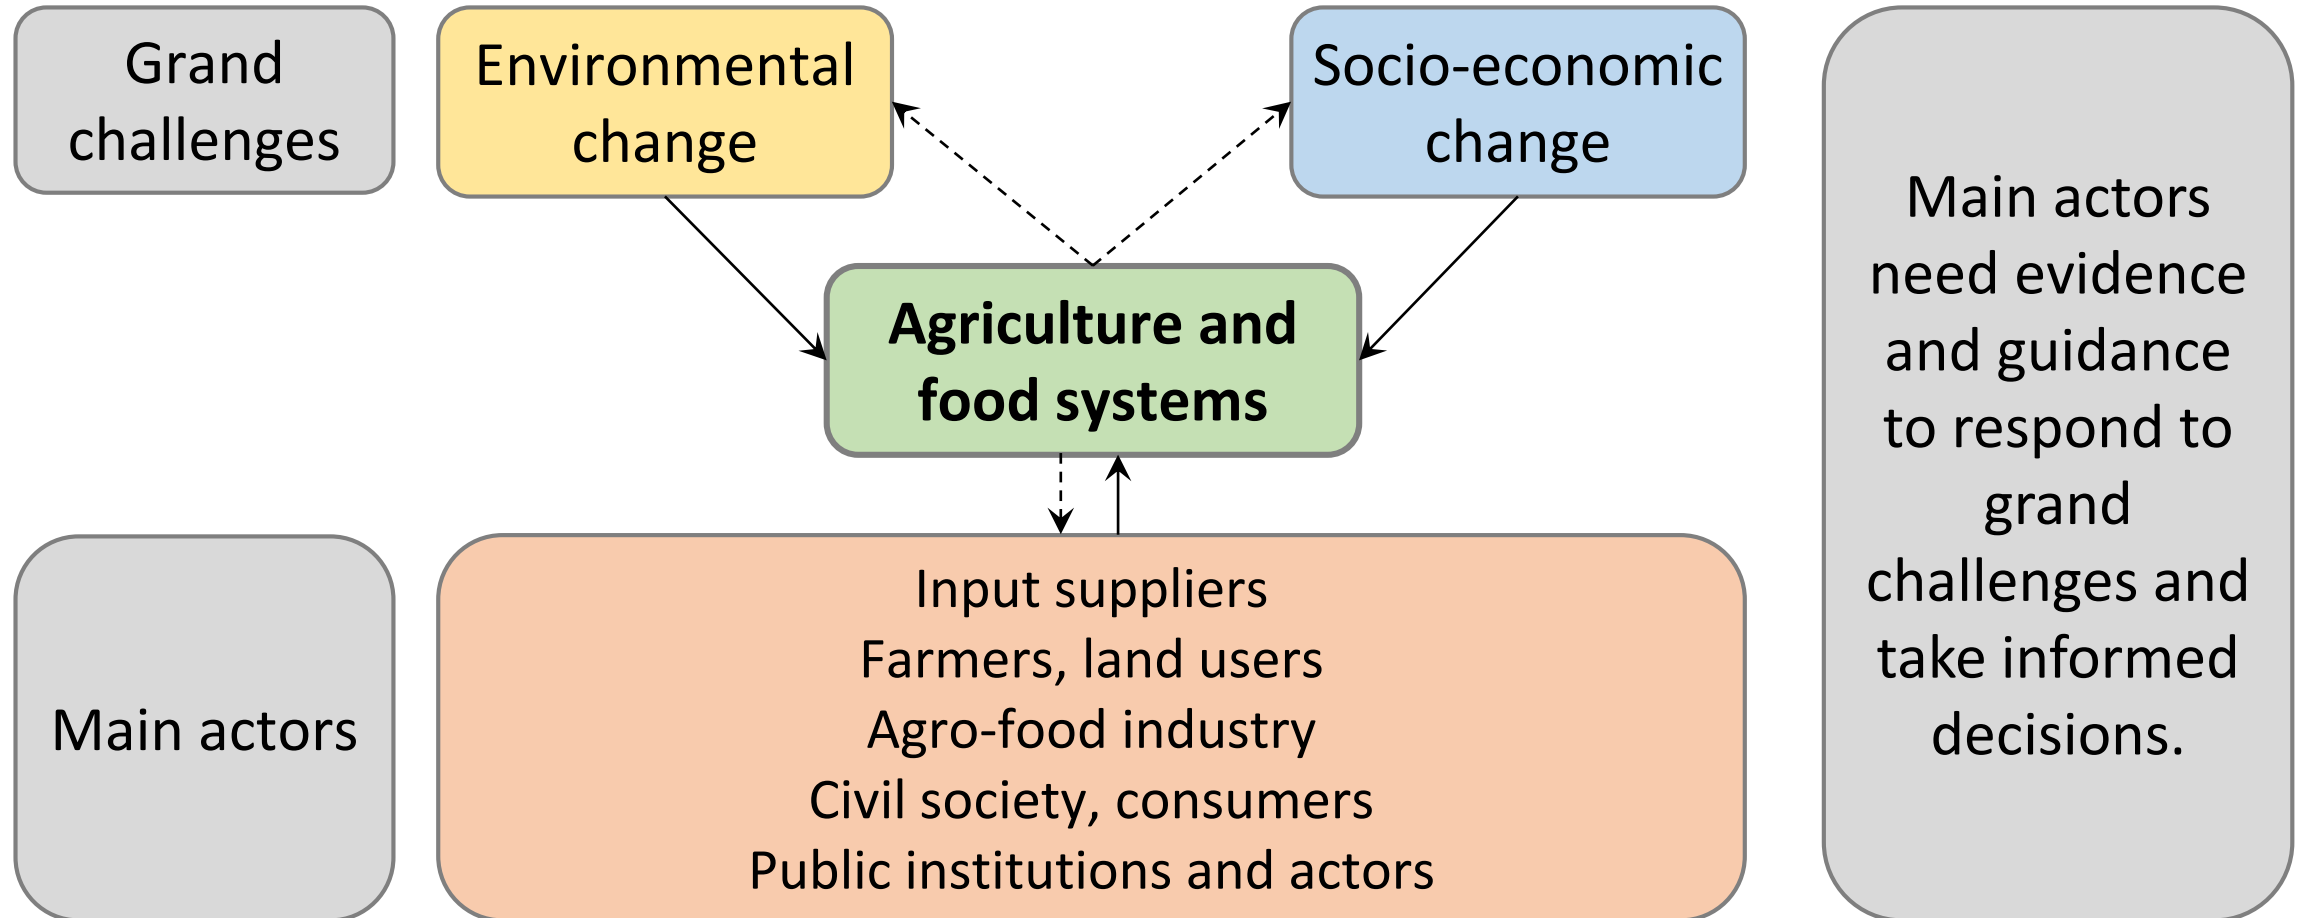 Grand
challenges
Environmental
change
Socio-economic
change
Agriculture and
food systems
Main actors
Input suppliers
Farmers, land users
Agro-food industry
Civil society, consumers
Public institutions and actors
Main actors
need evidence
and guidance
to respond to
grand
challenges and
take informed
decisions.